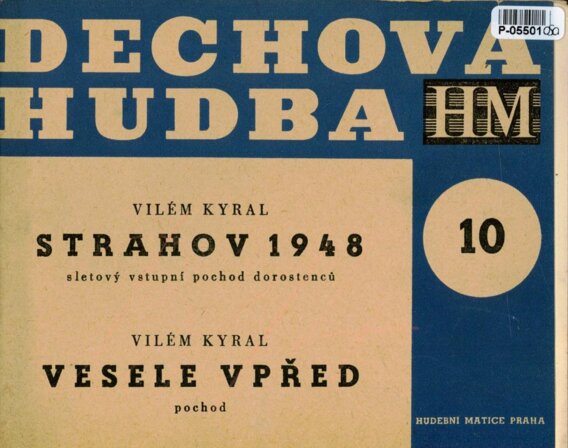 P-05501
DECHOVÁ
HUDBA HM
VILÉM KYRAL
STRAHOV 1948
sletový vstupní pochod dorostenců
10
VILÉM KYRAL
VESELE VPŘED
pochod
HUDEBNÍ MATICE PRAHA